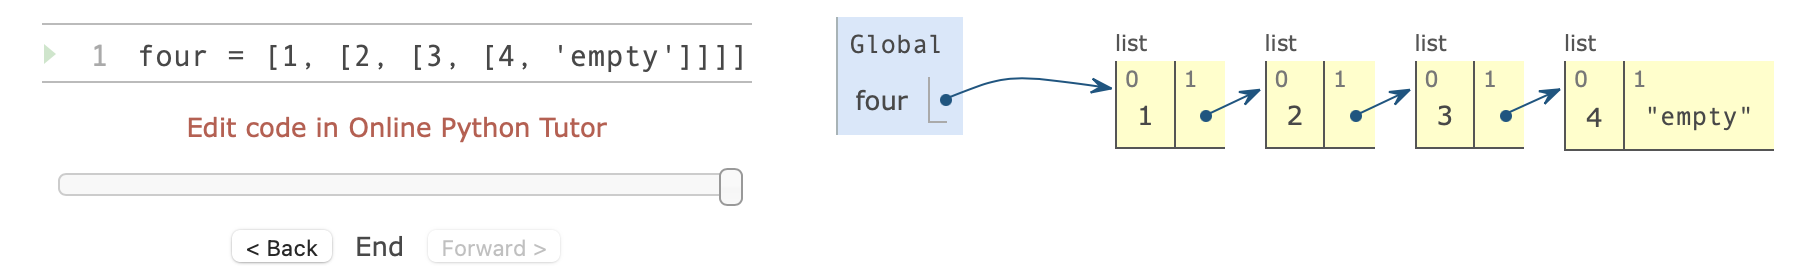 1 four = [1, [2, [3, [4, 'empty']]]]
Edit code in Online Python Tutor
< Back End Forward >
Global
four
list list list list
0 1 0 1 0 1 0 1
1 2 3 4 "empty"